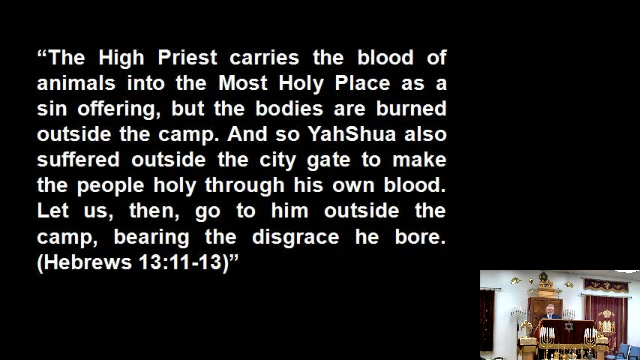 “The High Priest carries the blood of
animals into the Most Holy Place as a
sin offering, but the bodies are burned
outside the camp. And so YahShua also
suffered outside the city gate to make
the people holy through his own blood.
Let us, then, go to him outside the
camp, bearing the disgrace he bore.
(Hebrews 13:11-13)”